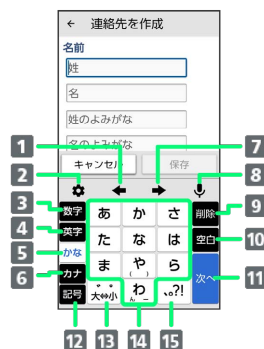 ← 連絡先を作成
名前
姓
名
姓のよみがな
名のよみがな
キャンセル 保存
1 7
2 8
3 数字 あ か さ 削除 9
4 英字 た な は 空白 10
5 かな ま や ( ) ら
6 カナ 次へ 11
記号 大⇔小 わ ん ー 、。?!
12 13 14 15